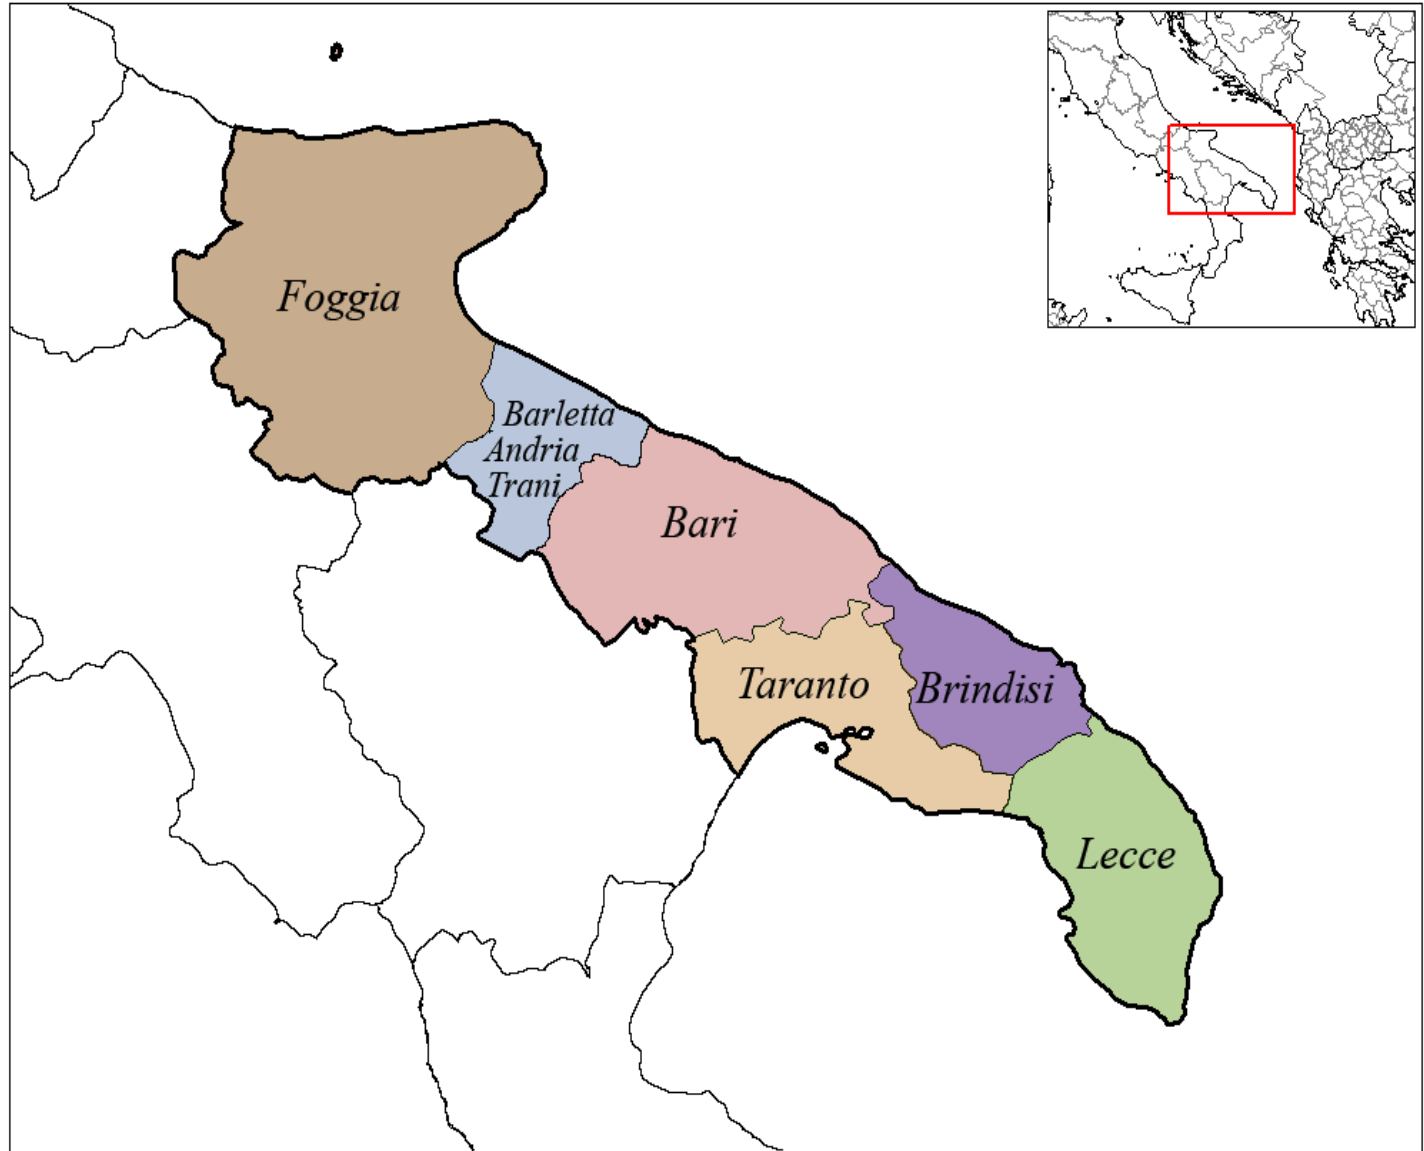 Foggia
Barletta
Andria
Trani
Bari
Taranto
Brindisi
Lecce